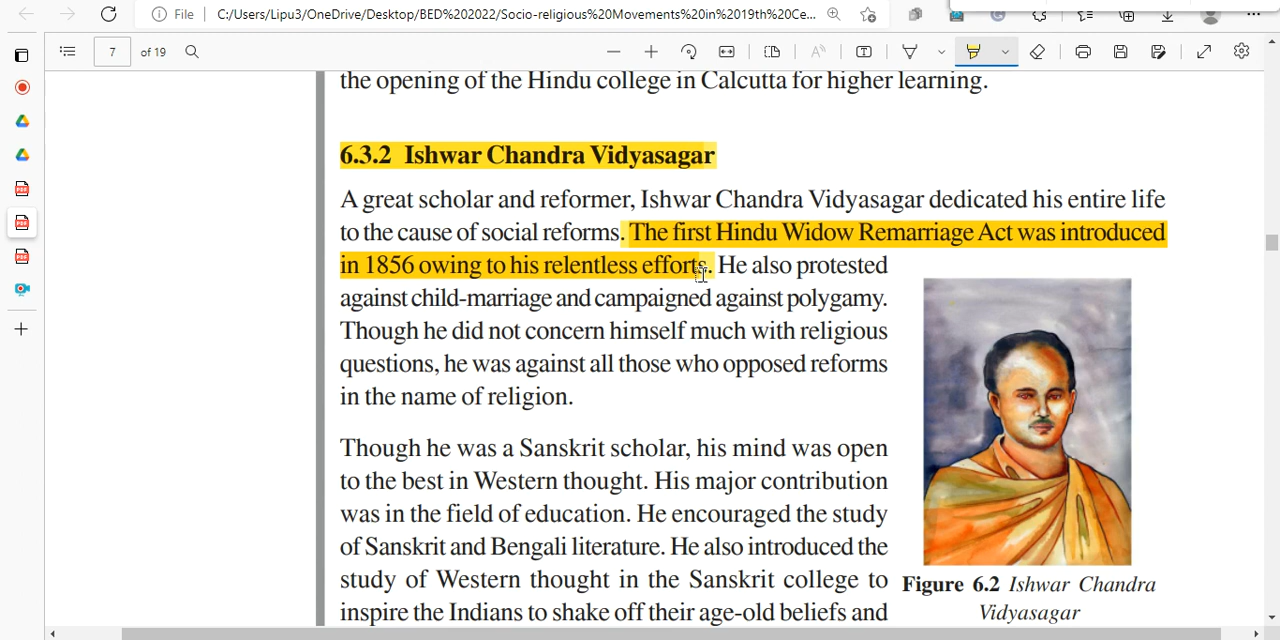 File
C:/Users/Lipu3/OneDrive/Desktop/BED%202022/Socio-religious%20Movements%20in%2019th%20Ce...
7 of 19
the opening of the Hindu college in Calcutta for higher learning.
6.3.2 Ishwar Chandra Vidyasagar
A great scholar and reformer, Ishwar Chandra Vidyasagar dedicated his entire life
to the cause of social reforms. The first Hindu Widow Remarriage Act was introduced
in 1856 owing to his relentless efforts. He also protested
against child-marriage and campaigned against polygamy.
Though he did not concern himself much with religious
questions, he was against all those who opposed reforms
in the name of religion.
Though he was a Sanskrit scholar, his mind was open
to the best in Western thought. His major contribution
was in the field of education. He encouraged the study
of Sanskrit and Bengali literature. He also introduced the
study of Western thought in the Sanskrit college to
inspire the Indians to shake off their age-old beliefs and
Figure 6.2 Ishwar Chandra
Vidyasagar